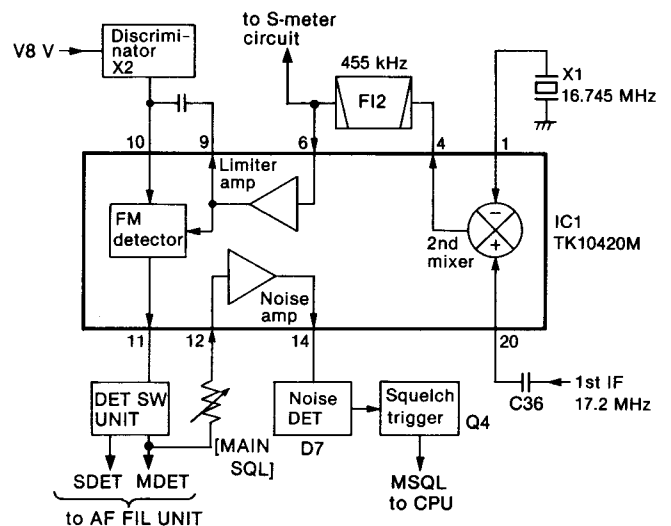 Discrimi-
nator
X2
V8 V
to S-meter
circuit
455 kHz
FI2
X1
16.745 MHz
10
9
6
4
1
Limiter
amp
FM
detector
2nd
mixer
−
+
IC1
TK10420M
Noise
amp
11
12
14
20
DET SW
UNIT
[MAIN
SQL]
Noise
DET
D7
Squelch
trigger
Q4
C36
1st IF
17.2 MHz
SDET
MDET
MSQL
to CPU
to AF FIL UNIT